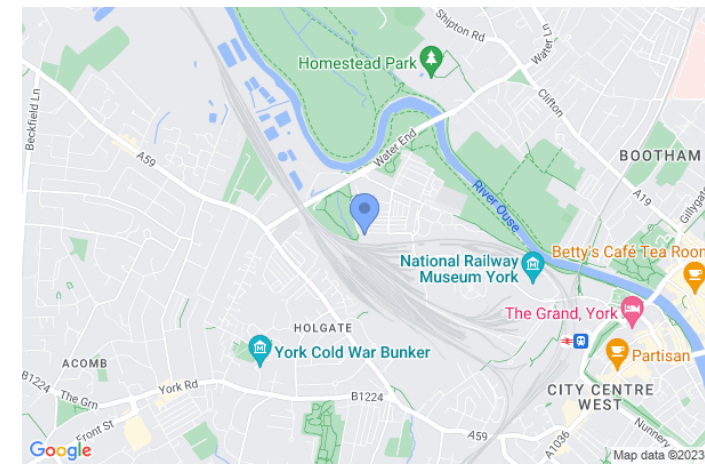 Shipton Rd
Water Ln
Homestead Park
Beckfield Ln
Clifton
Water End
A59
BOOTHAM
River Ouse
A19
Gillygate
National Railway
Museum York
Betty's Café Tea Room
The Grand, York
HOLGATE
York Cold War Bunker
Partisan
ACOMB
B1224
The Grn
York Rd
B1224
CITY CENTRE
WEST
Front St
A59
A1036
Nunnery
Google
Map data ©2023